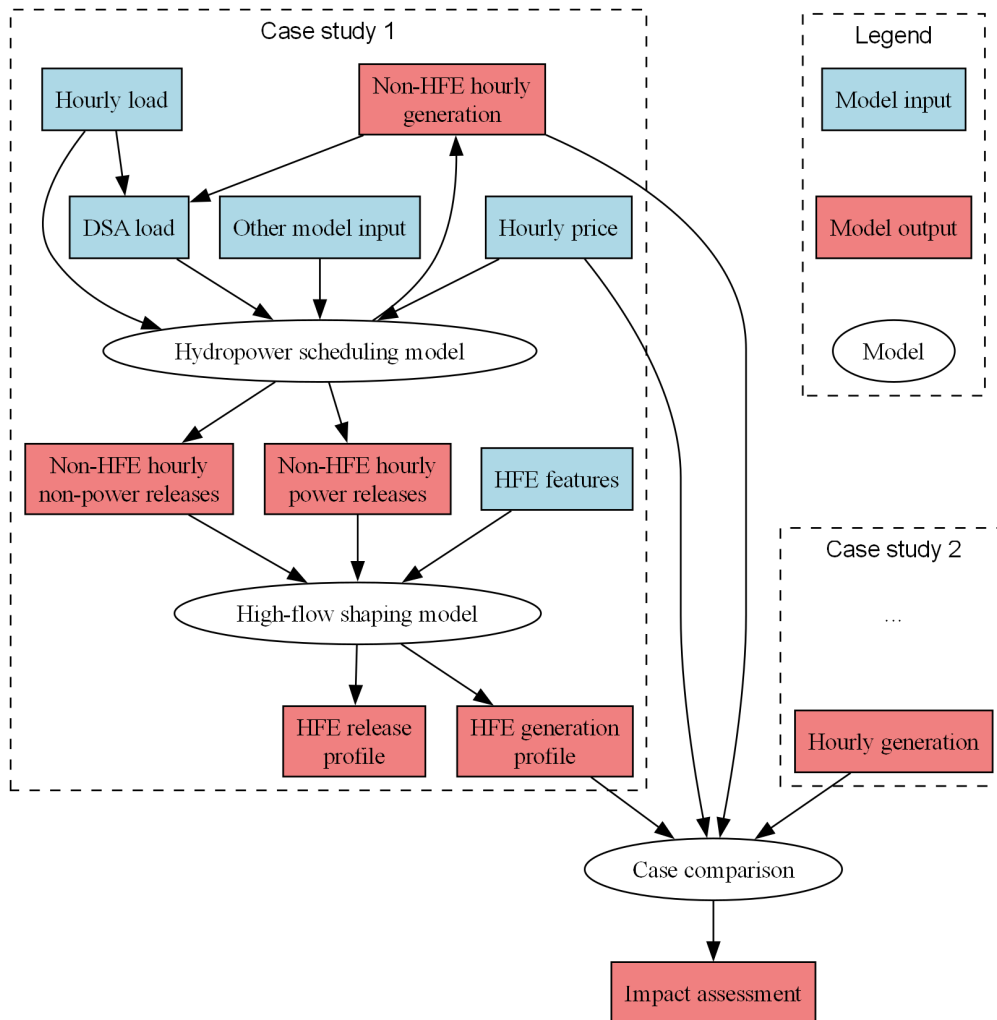 Case study 1
Legend
Hourly load
Non-HFE hourly
generation
Model input
DSA load
Other model input
Hourly price
Model output
Hydropower scheduling model
Model
Non-HFE hourly
non-power releases
Non-HFE hourly
power releases
HFE features
Case study 2
...
High-flow shaping model
HFE release
profile
HFE generation
profile
Hourly generation
Case comparison
Impact assessment